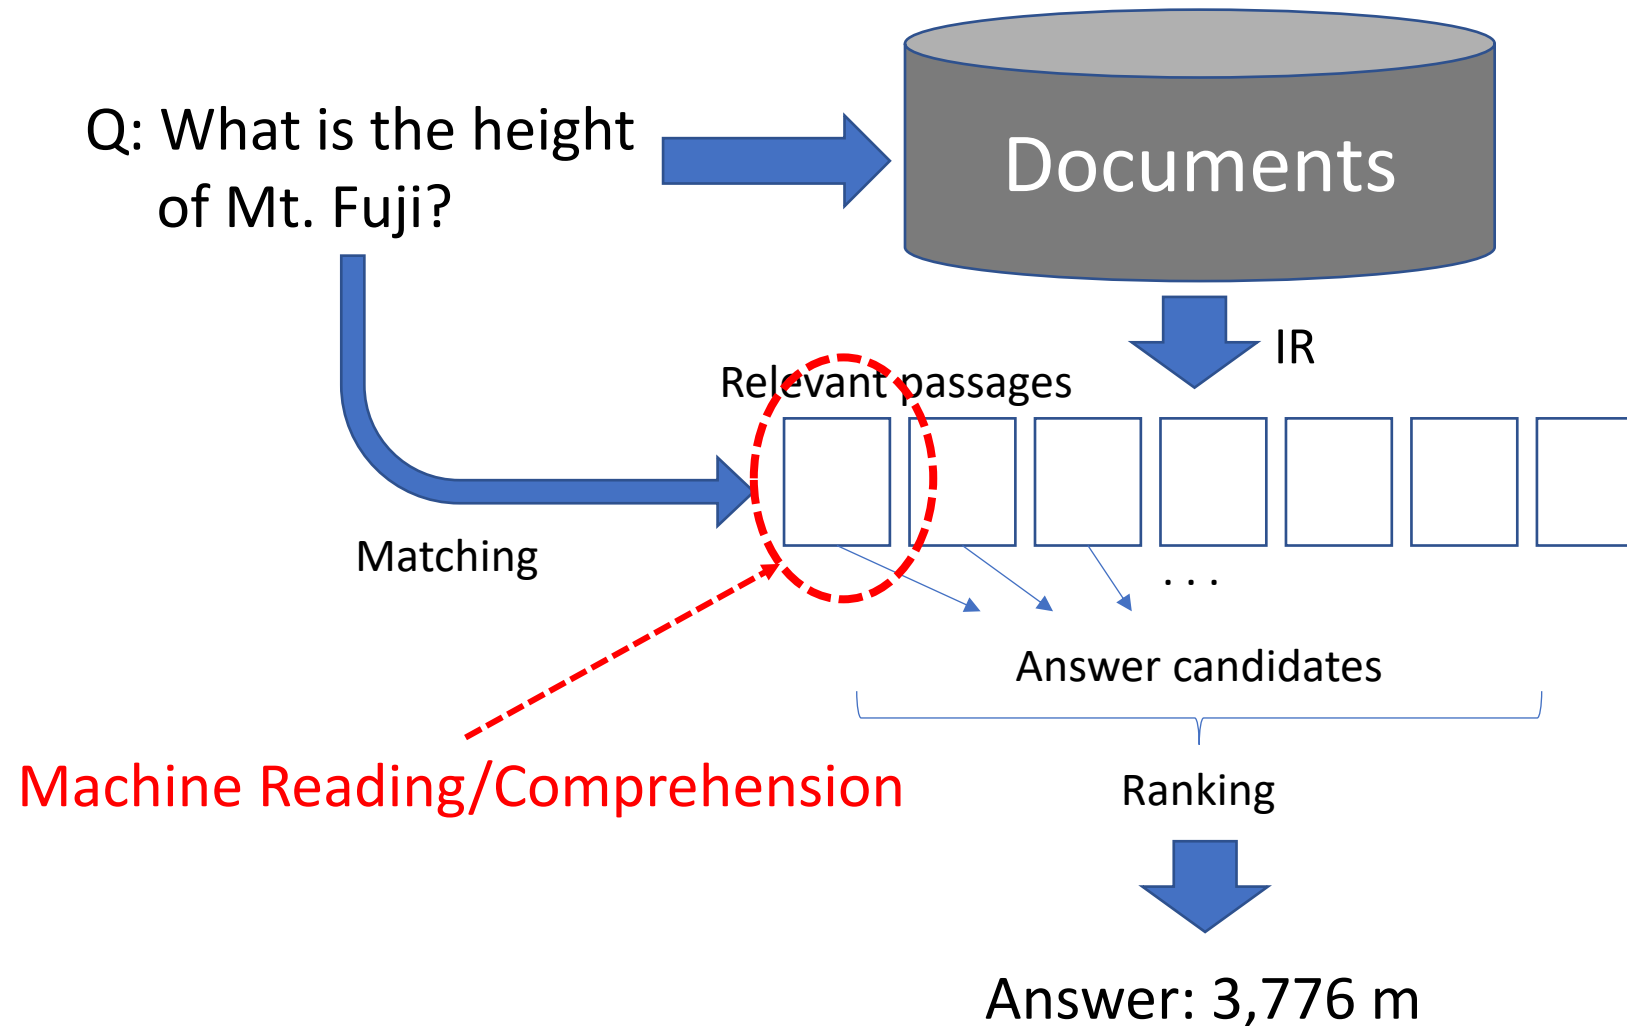 Q: What is the height
of Mt. Fuji?
Documents
IR
Relevant passages
Matching
. . .
Answer candidates
Machine Reading/Comprehension
Ranking
Answer: 3,776 m